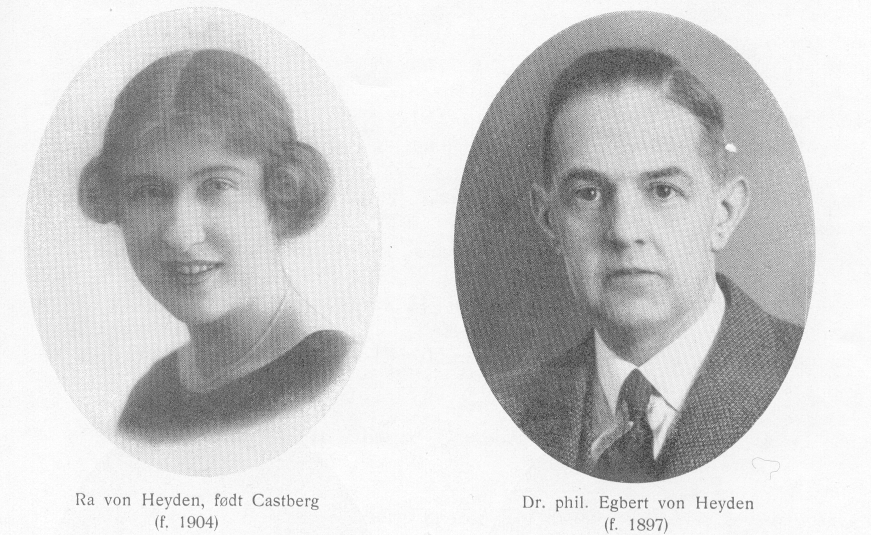 Ra von Heyden, født Castberg
(f. 1904)
Dr. phil. Egbert von Heyden
(f. 1897)